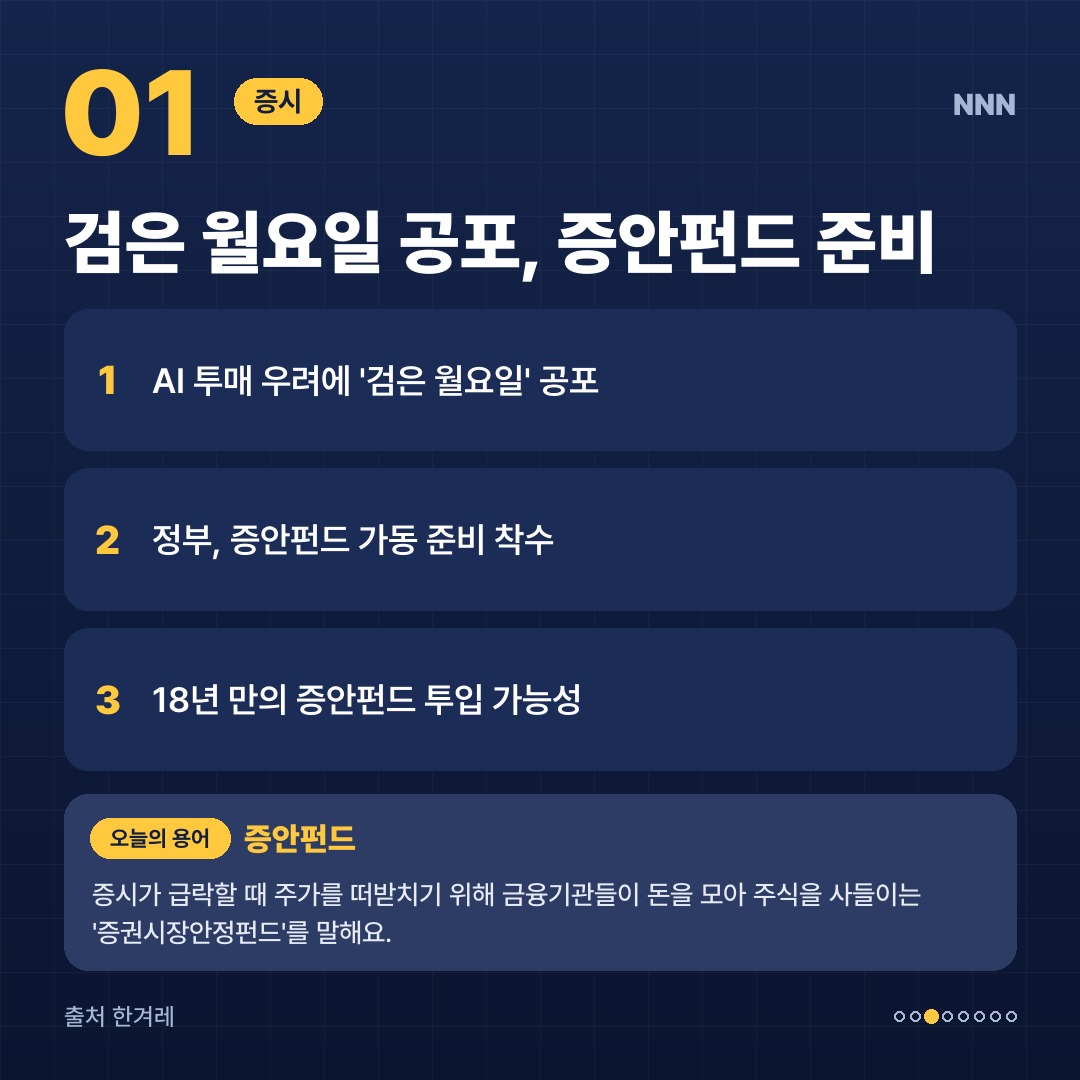 01
증시
NNN
검은 월요일 공포, 증안펀드 준비
1 AI 투매 우려에 '검은 월요일' 공포
2 정부, 증안펀드 가동 준비 착수
3 18년 만의 증안펀드 투입 가능성
오늘의 용어 증안펀드
증시가 급락할 때 주가를 떠받치기 위해 금융기관들이 돈을 모아 주식을 사들이는
'증권시장안정펀드'를 말해요.
출처 한겨레